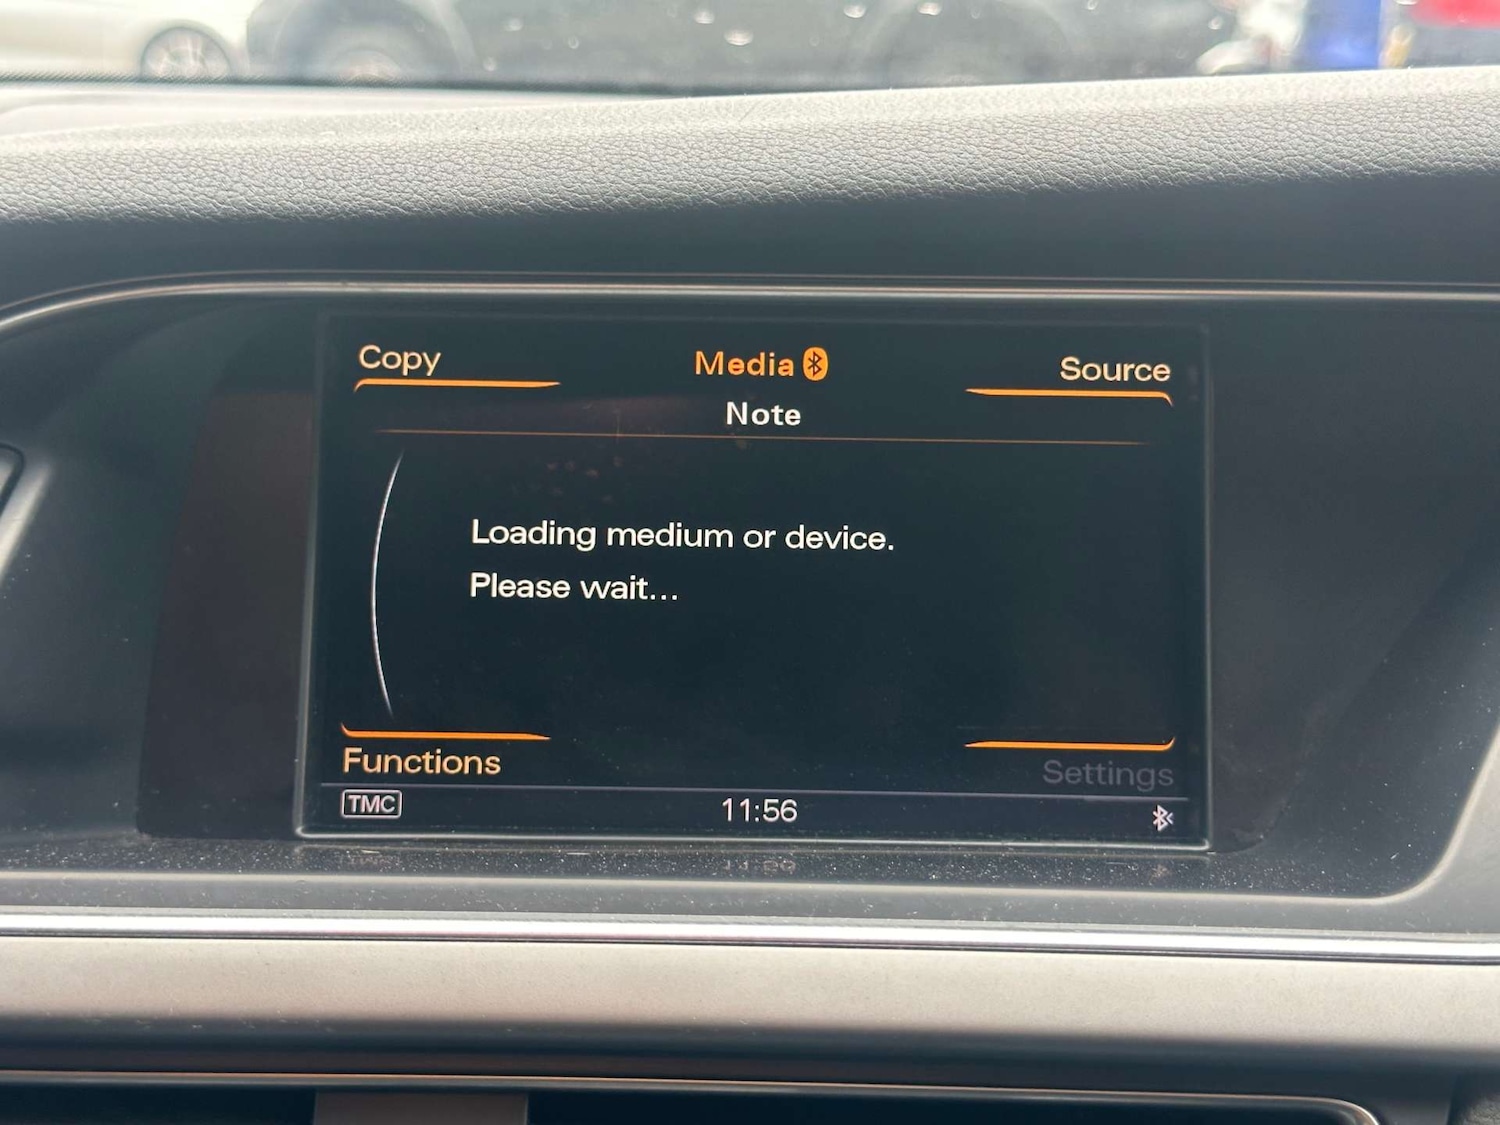 Copy
Media
Source
Note
Loading medium or device.
Please wait...
Functions
Settings
TMC
11:56